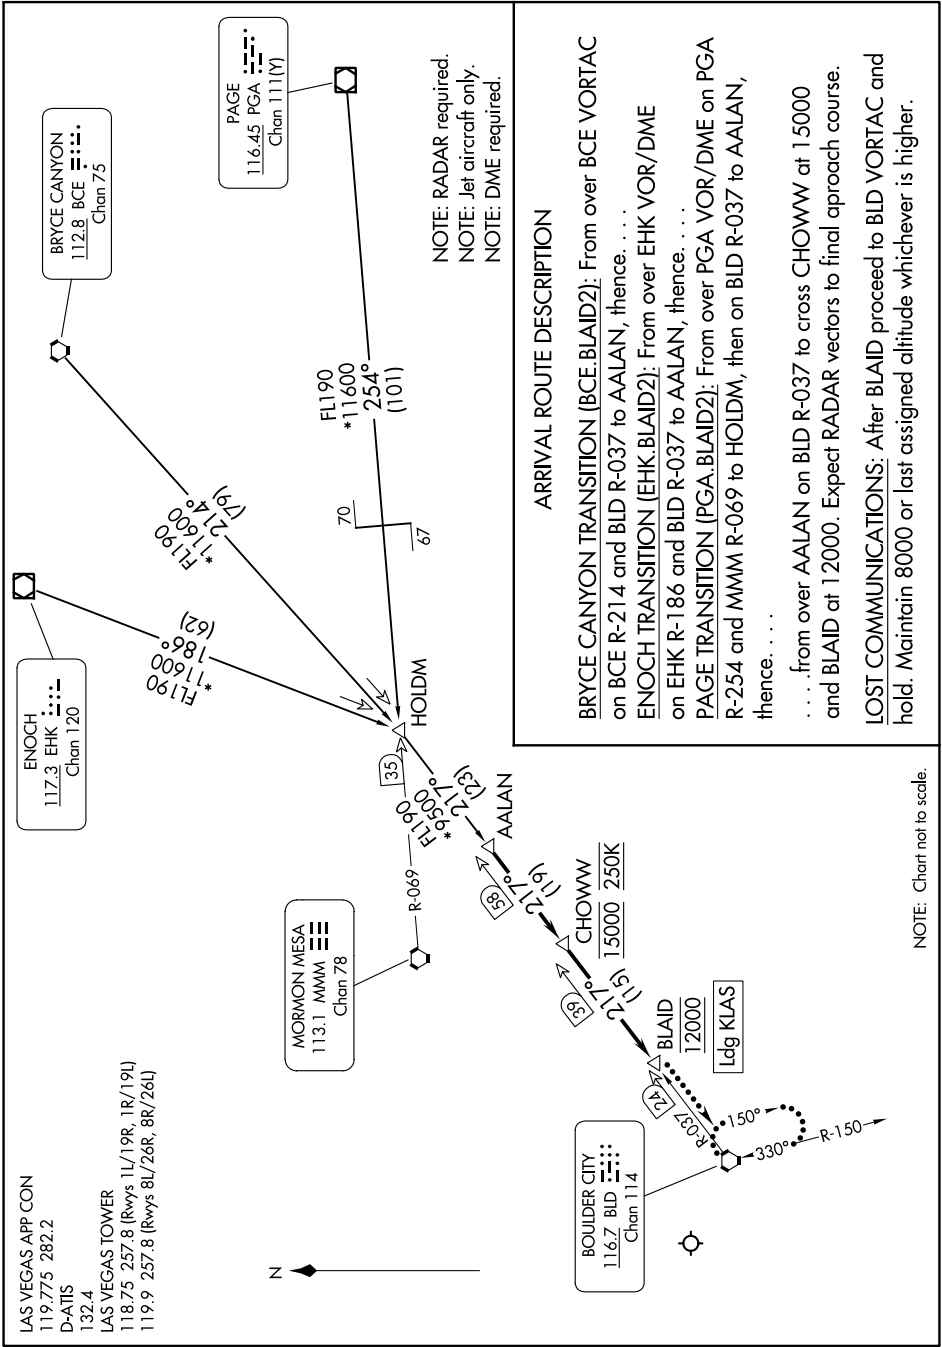 LAS VEGAS APP CON
119.775 282.2
D-ATIS
132.4
LAS VEGAS TOWER
118.75 257.8 (Rwys 1L/19R, 1R/19L)
119.9 257.8 (Rwys 8L/26R, 8R/26L)
ENOCH
117.3 EHK
Chan 120
BRYCE CANYON
112.8 BCE
Chan 75
PAGE
116.45 PGA
Chan 111(Y)
FL190
*11600
186°
(62)
FL190
*11600
214°
(79)
FL190
*11600
254°
(101)
70
67
NOTE: RADAR required.
NOTE: Jet aircraft only.
NOTE: DME required.
MORMON MESA
113.1 MMM
Chan 78
R-069
35
HOLDM
FL190
*9500
217°
(23)
AALAN
58
217°
(19)
CHOWW
15000 250K
39
217°
(15)
BLAID
12000
Ldg KLAS
24
R-037
BOULDER CITY
116.7 BLD
Chan 114
150°
330°
R-150
N
NOTE: Chart not to scale.
ARRIVAL ROUTE DESCRIPTION
BRYCE CANYON TRANSITION (BCE.BLAID2): From over BCE VORTAC
on BCE R-214 and BLD R-037 to AALAN, thence. . . .
ENOCH TRANSITION (EHK.BLAID2): From over EHK VOR/DME
on EHK R-186 and BLD R-037 to AALAN, thence. . . .
PAGE TRANSITION (PGA.BLAID2): From over PGA VOR/DME on PGA
R-254 and MMM R-069 to HOLDM, then on BLD R-037 to AALAN,
thence. . . .
. . . .from over AALAN on BLD R-037 to cross CHOWW at 15000
and BLAID at 12000. Expect RADAR vectors to final aproach course.
LOST COMMUNICATIONS: After BLAID proceed to BLD VORTAC and
hold. Maintain 8000 or last assigned altitude whichever is higher.